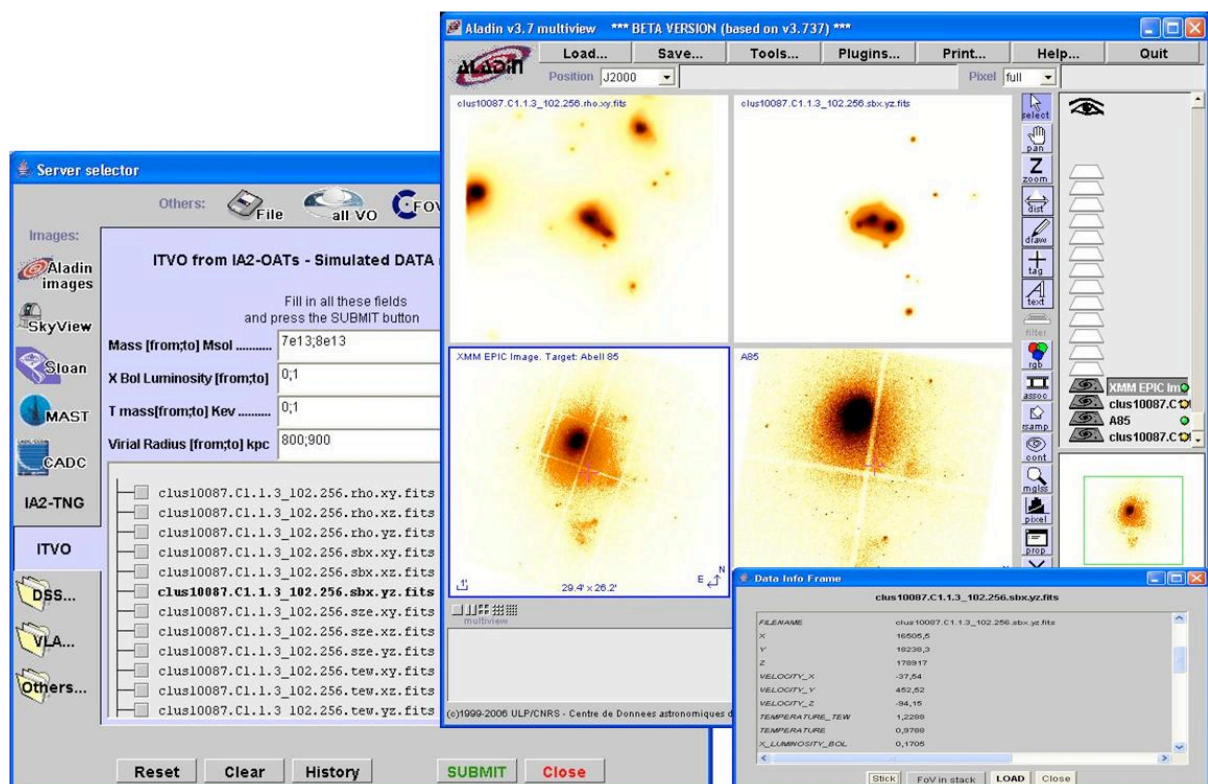 Aladin v3.7 multiview *** BETA VERSION (based on v3.737) ***
ALADIN
Load... Save... Tools... Plugins... Print... Help... Quit
Position J2000 Pixel full
clus10087.C1.1.3_102.256.rho.xy.fits
clus10087.C1.1.3_102.256.sbx.yz.fits
XMM EPIC Image. Target: Abell 85
A85
1'
29.4' x 26.2'
E N
N
select
pan
Z
zoom
dist
draw
tag
A
text
filter
rgb
assoc
cont
mglss
pixel
prop
XMM EPIC Im
clus10087.C1
A85
clus10087.C1
multiview
(c)1999-2006 ULP/CNRS - Centre de Donnees astronomiques d
Server selector
Others: File all VO FOV
Images:
Aladin
images
SkyView
Sloan
MAST
CADC
IA2-TNG
ITVO
DSS...
VLA...
Others...
ITVO from IA2-OATs - Simulated DATA
Fill in all these fields
and press the SUBMIT button
Mass [from;to] Msol ........... 7e13;8e13
X Bol Luminosity [from;to] 0;1
T mass[from;to] Kev ......... 0;1
Virial Radius [from;to] kpc 800;900
clus10087.C1.1.3_102.256.rho.xy.fits
clus10087.C1.1.3_102.256.rho.xz.fits
clus10087.C1.1.3_102.256.rho.yz.fits
clus10087.C1.1.3_102.256.sbx.xy.fits
clus10087.C1.1.3_102.256.sbx.xz.fits
clus10087.C1.1.3_102.256.sbx.yz.fits
clus10087.C1.1.3_102.256.sze.xy.fits
clus10087.C1.1.3_102.256.sze.xz.fits
clus10087.C1.1.3_102.256.sze.yz.fits
clus10087.C1.1.3_102.256.tew.xy.fits
clus10087.C1.1.3_102.256.tew.xz.fits
clus10087.C1.1.3_102.256.tew.yz.fits
Reset Clear History SUBMIT Close
Data Info Frame
clus10087.C1.1.3_102.256.sbx.yz.fits
FILENAME clus10087.C1.1.3_102.256.sbx.yz.fits
X 16505,5
Y 18238,3
Z 178917
VELOCITY_X -37,54
VELOCITY_Y 452,52
VELOCITY_Z -94,15
TEMPERATURE_TEW 1,2288
TEMPERATURE 0,9788
X_LUMINOSITY_BOL 0,1705
Stick FoV in stack LOAD Close